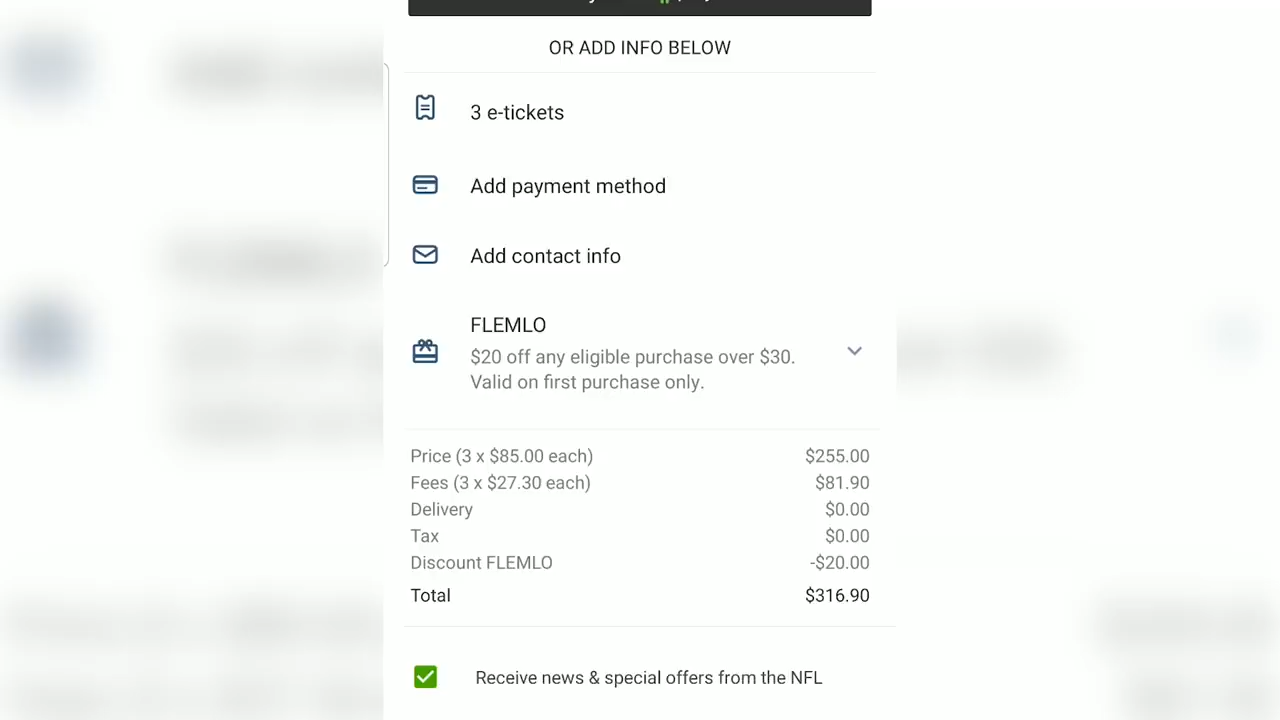 OR ADD INFO BELOW
3 e-tickets
Add payment method
Add contact info
FLEMLO
$20 off any eligible purchase over $30.
Valid on first purchase only.
Price (3 x $85.00 each) $255.00
Fees (3 x $27.30 each) $81.90
Delivery $0.00
Tax $0.00
Discount FLEMLO -$20.00
Total $316.90
Receive news & special offers from the NFL